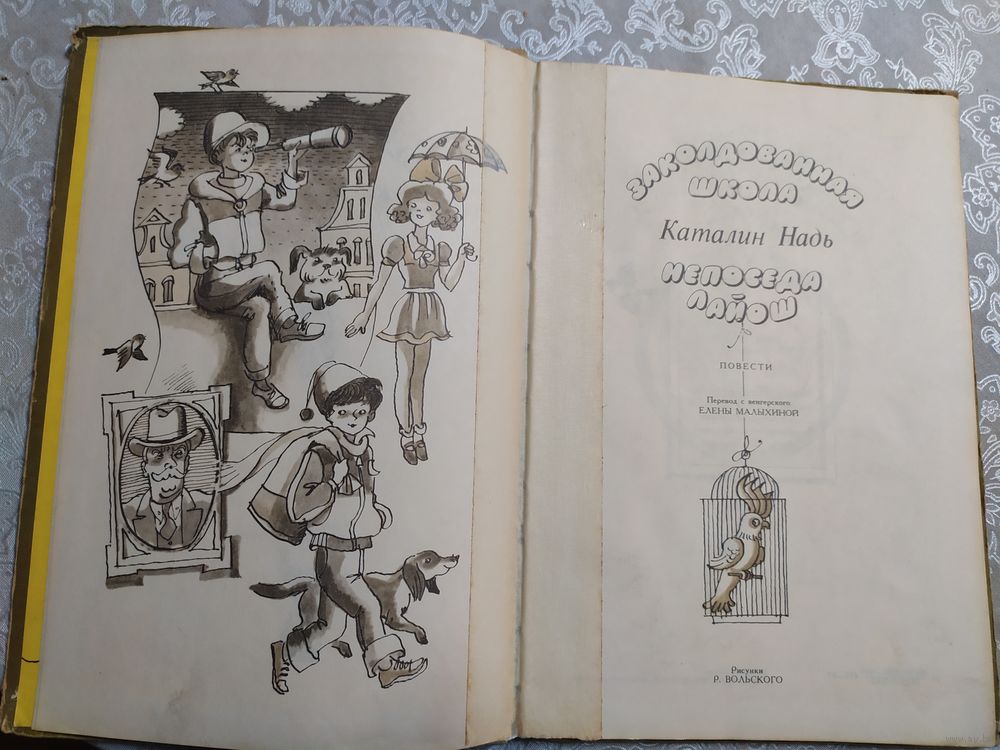 ЗАКОЛДОВАННАЯ
ШКОЛА
Каталин Надь
НЕПОСЕДА
ЛАЙОШ
ПОВЕСТИ
Перевод с венгерского
ЕЛЕНЫ МАЛЫХИНОЙ
Рисунки
Р. ВОЛЬСКОГО